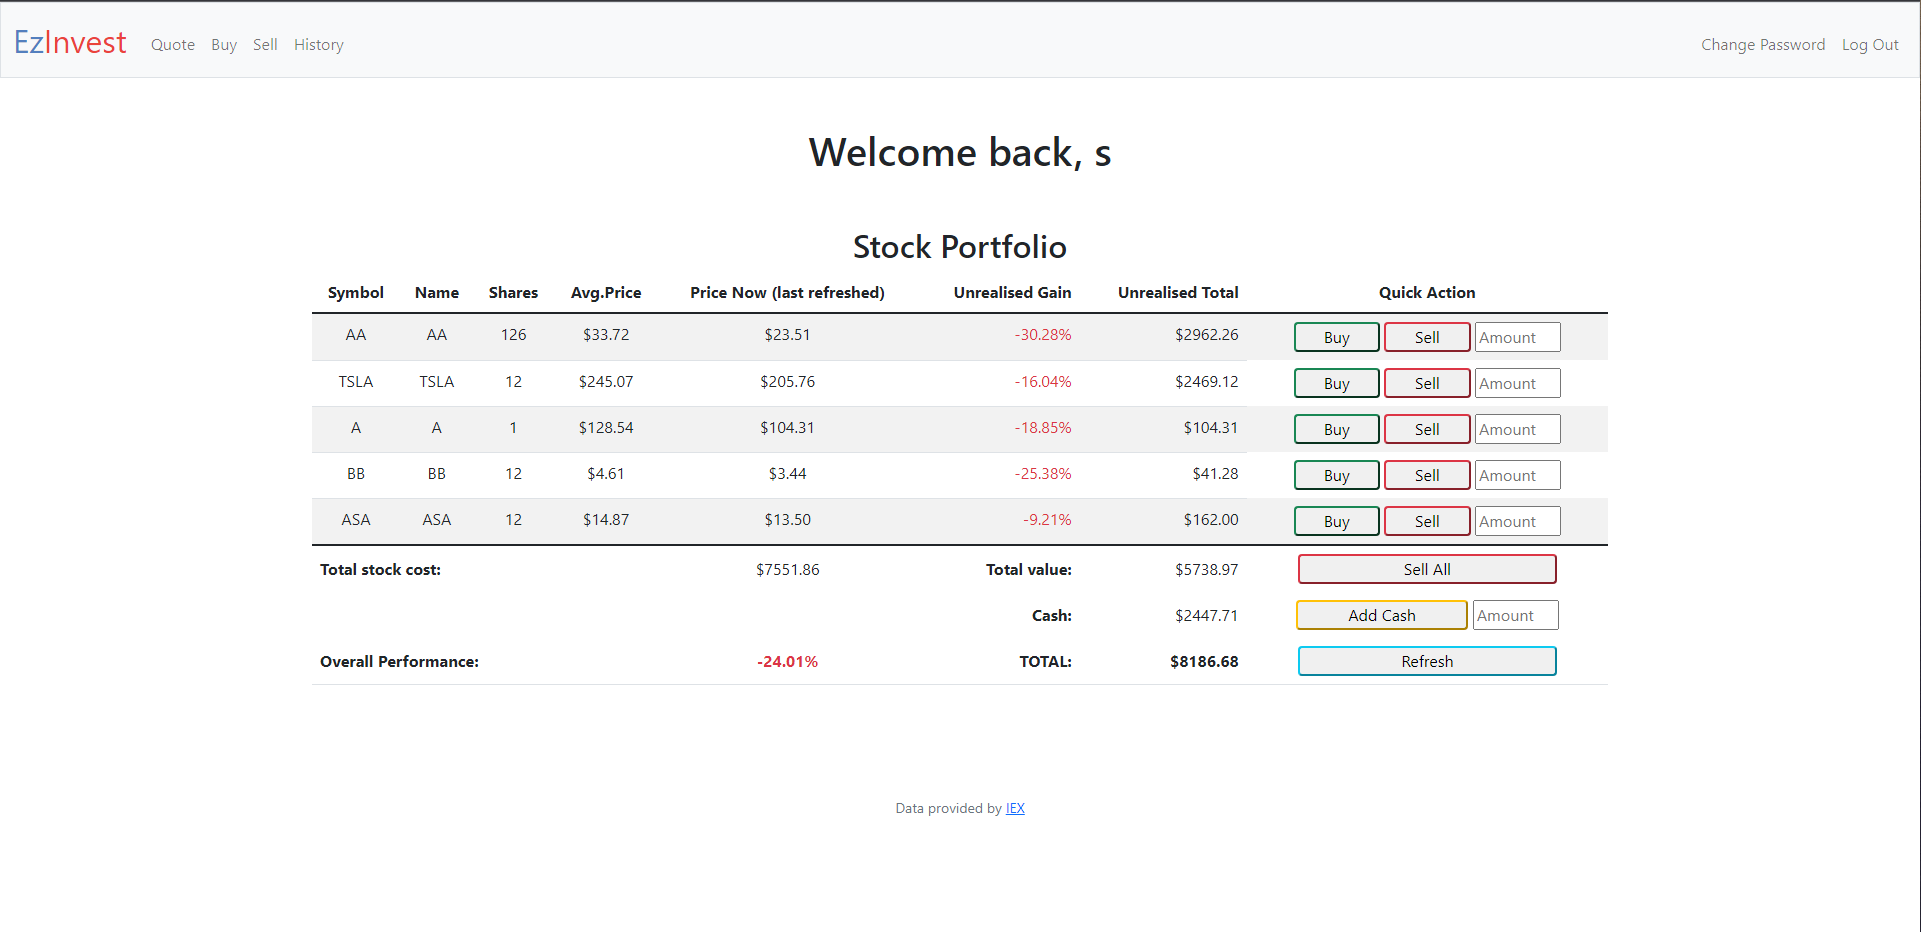 EzInvest Quote Buy Sell History Change Password Log Out
Welcome back, s
Stock Portfolio
Symbol Name Shares Avg.Price Price Now (last refreshed) Unrealised Gain Unrealised Total Quick Action
AA AA 126 $33.72 $23.51 -30.28% $2962.26 Buy Sell Amount
TSLA TSLA 12 $245.07 $205.76 -16.04% $2469.12 Buy Sell Amount
A A 1 $128.54 $104.31 -18.85% $104.31 Buy Sell Amount
BB BB 12 $4.61 $3.44 -25.38% $41.28 Buy Sell Amount
ASA ASA 12 $14.87 $13.50 -9.21% $162.00 Buy Sell Amount
Total stock cost: $7551.86 Total value: $5738.97 Sell All
Cash: $2447.71 Add Cash Amount
Overall Performance: -24.01% TOTAL: $8186.68 Refresh
Data provided by IEX